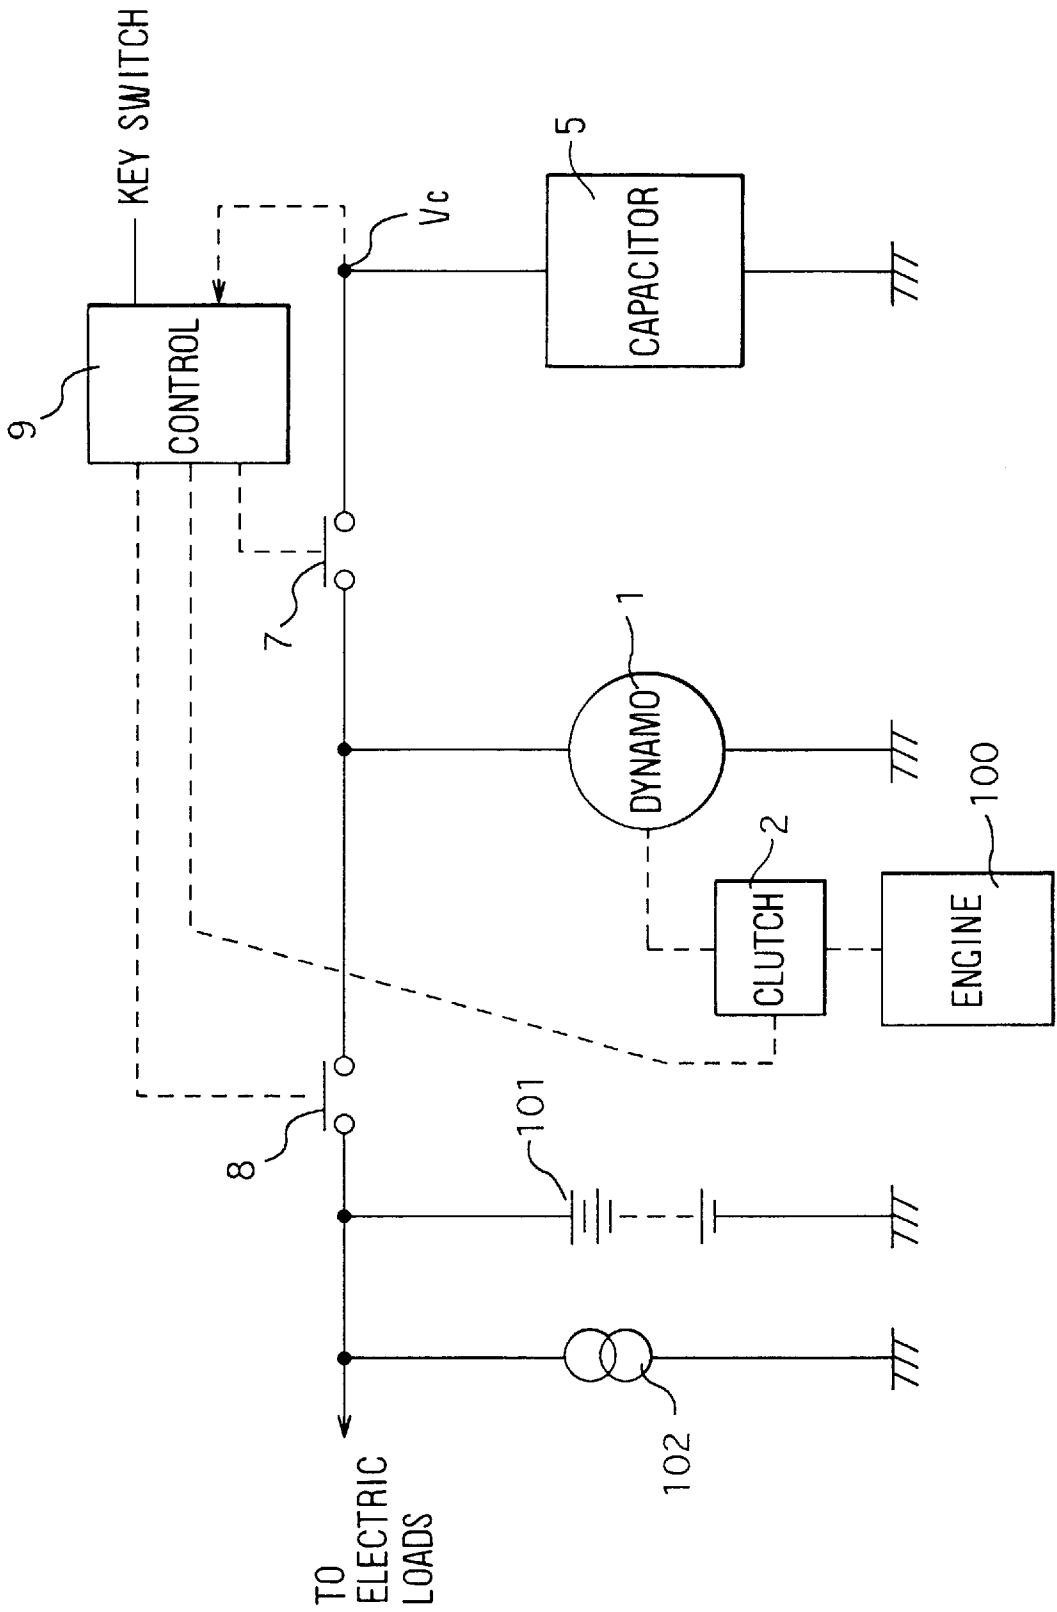 KEY SWITCH
9
CONTROL
Vc
5
CAPACITOR
7
1
DYNAMO
2
CLUTCH
100
ENGINE
8
101
102
TO
ELECTRIC
LOADS